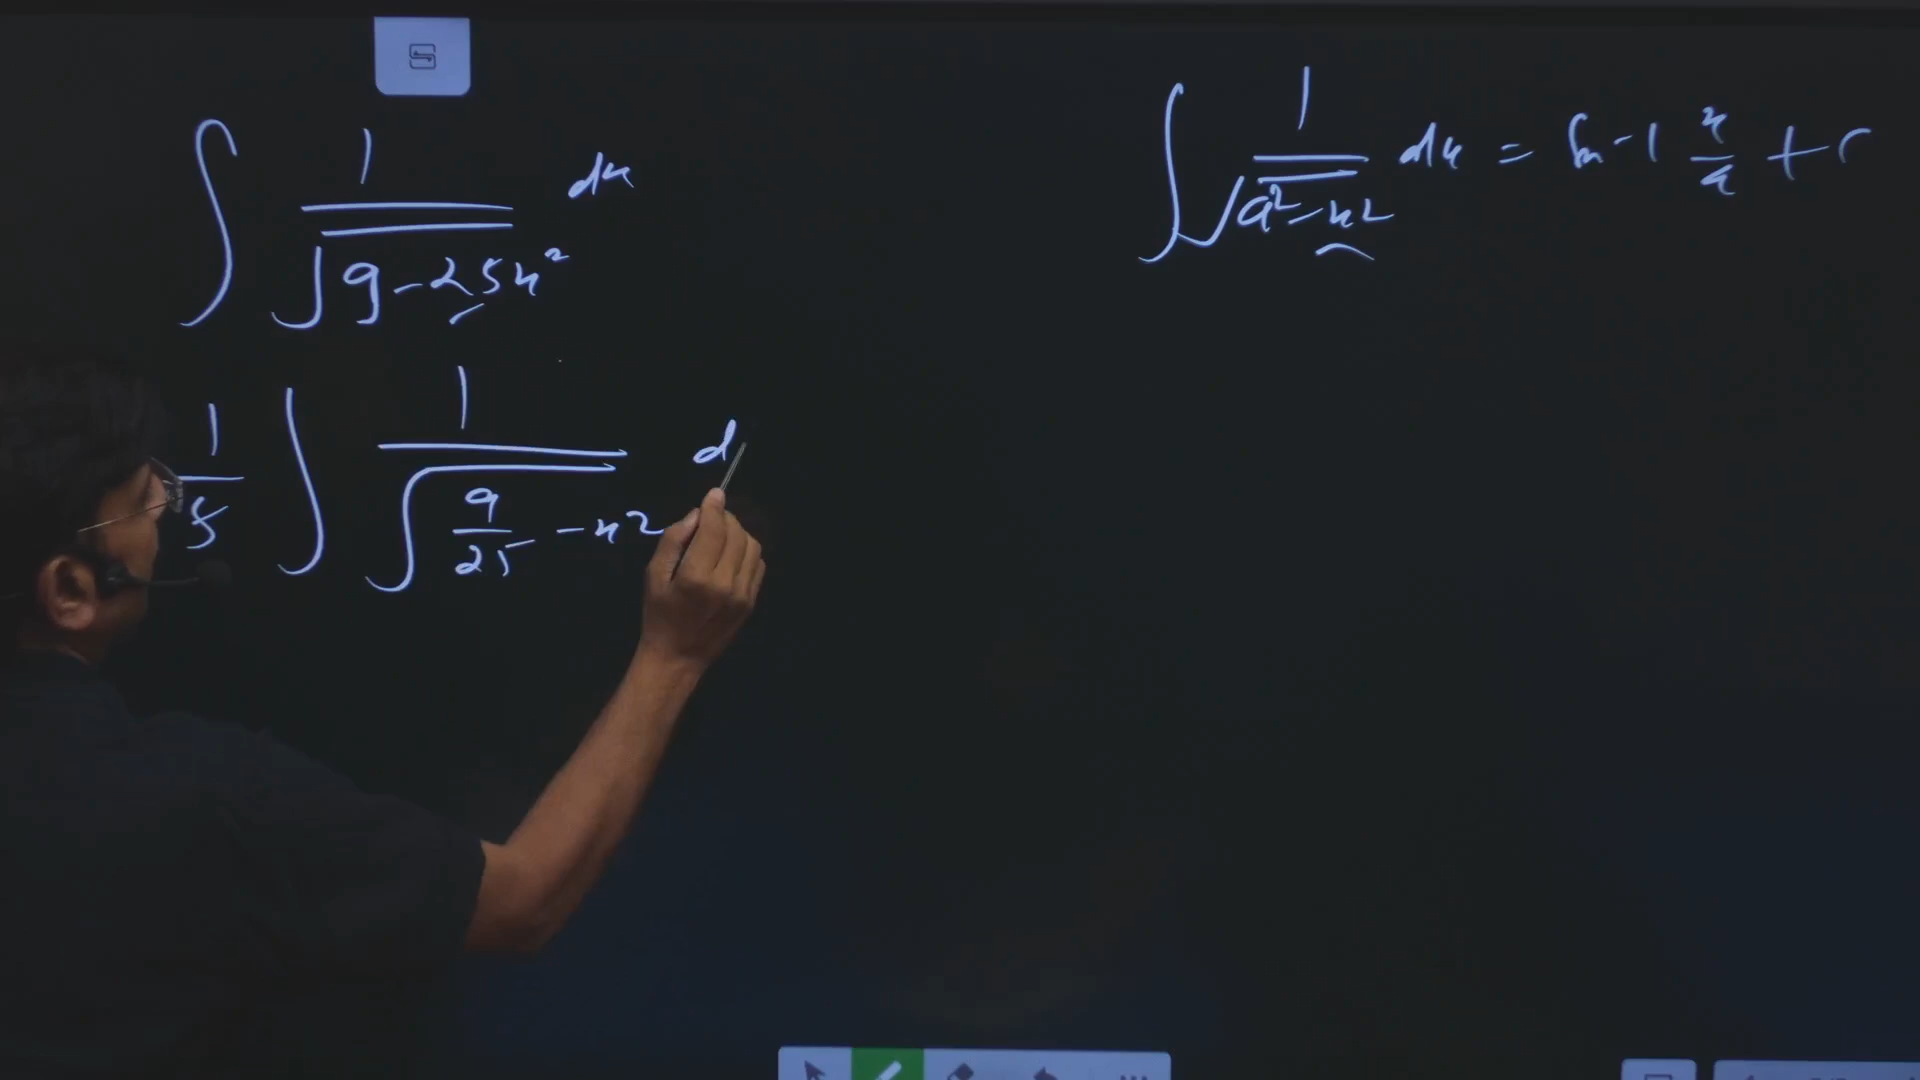 ∫ 1/√(9-25x²) dx
∫ 1/√(a²-x²) dx = sin-1 x/a + c
1/5 ∫ 1/√(9/25 - x2) d